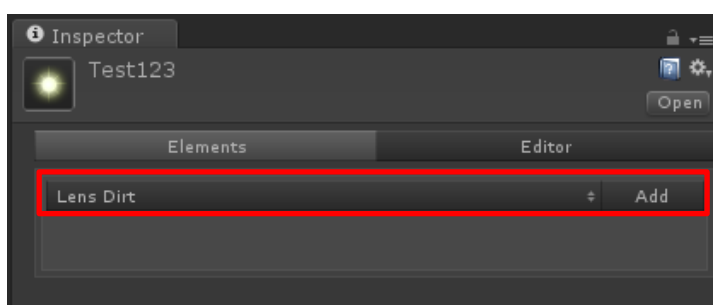 Inspector
Test123
Open
Elements Editor
Lens Dirt Add